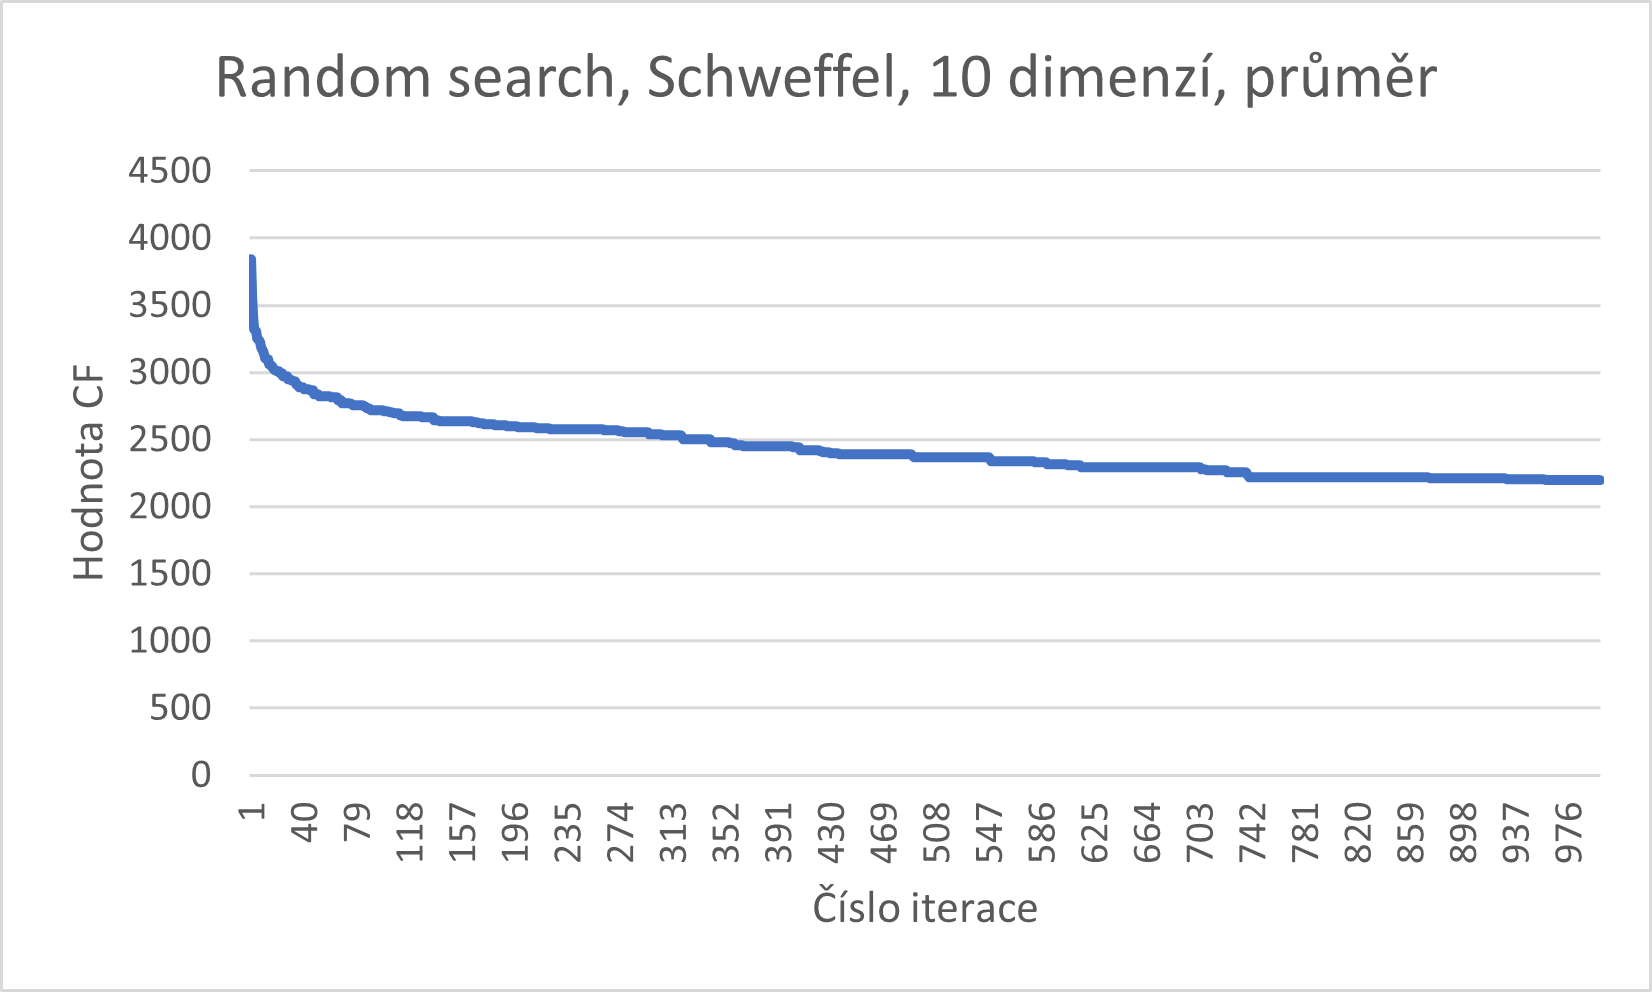 Random search, Schweffel, 10 dimenzí, průměr
4500
4000
3500
3000
2500
2000
1500
1000
500
0
Hodnota CF
1 40 79 118 157 196 235 274 313 352 391 430 469 508 547 586 625 664 703 742 781 820 859 898 937 976
Číslo iterace